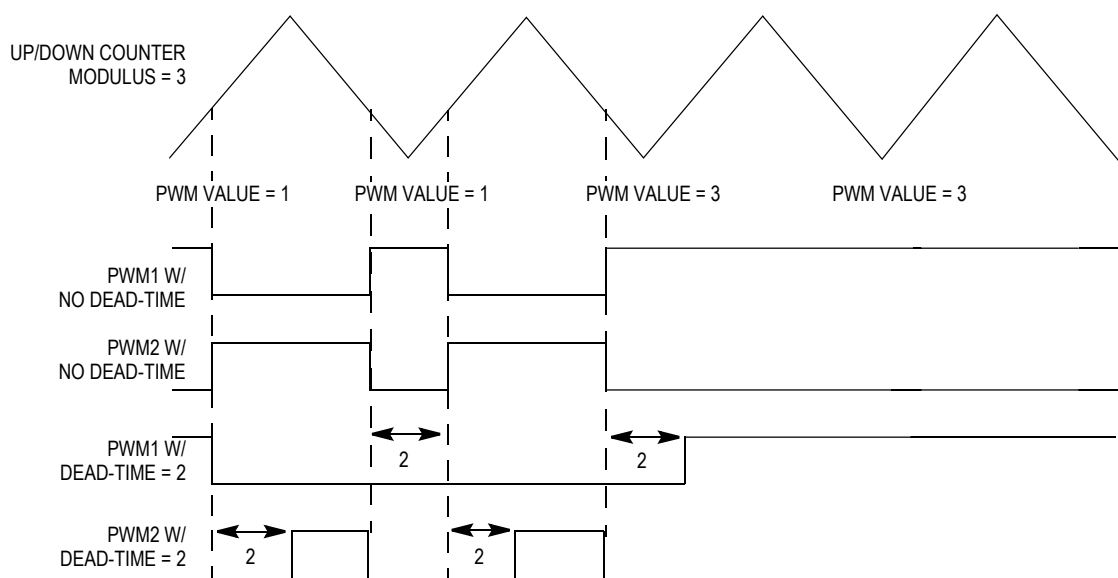 UP/DOWN COUNTER
MODULUS = 3
PWM VALUE = 1
PWM VALUE = 1
PWM VALUE = 3
PWM VALUE = 3
PWM1 W/
NO DEAD-TIME
PWM2 W/
NO DEAD-TIME
PWM1 W/
DEAD-TIME = 2
2
2
PWM2 W/
DEAD-TIME = 2
2
2